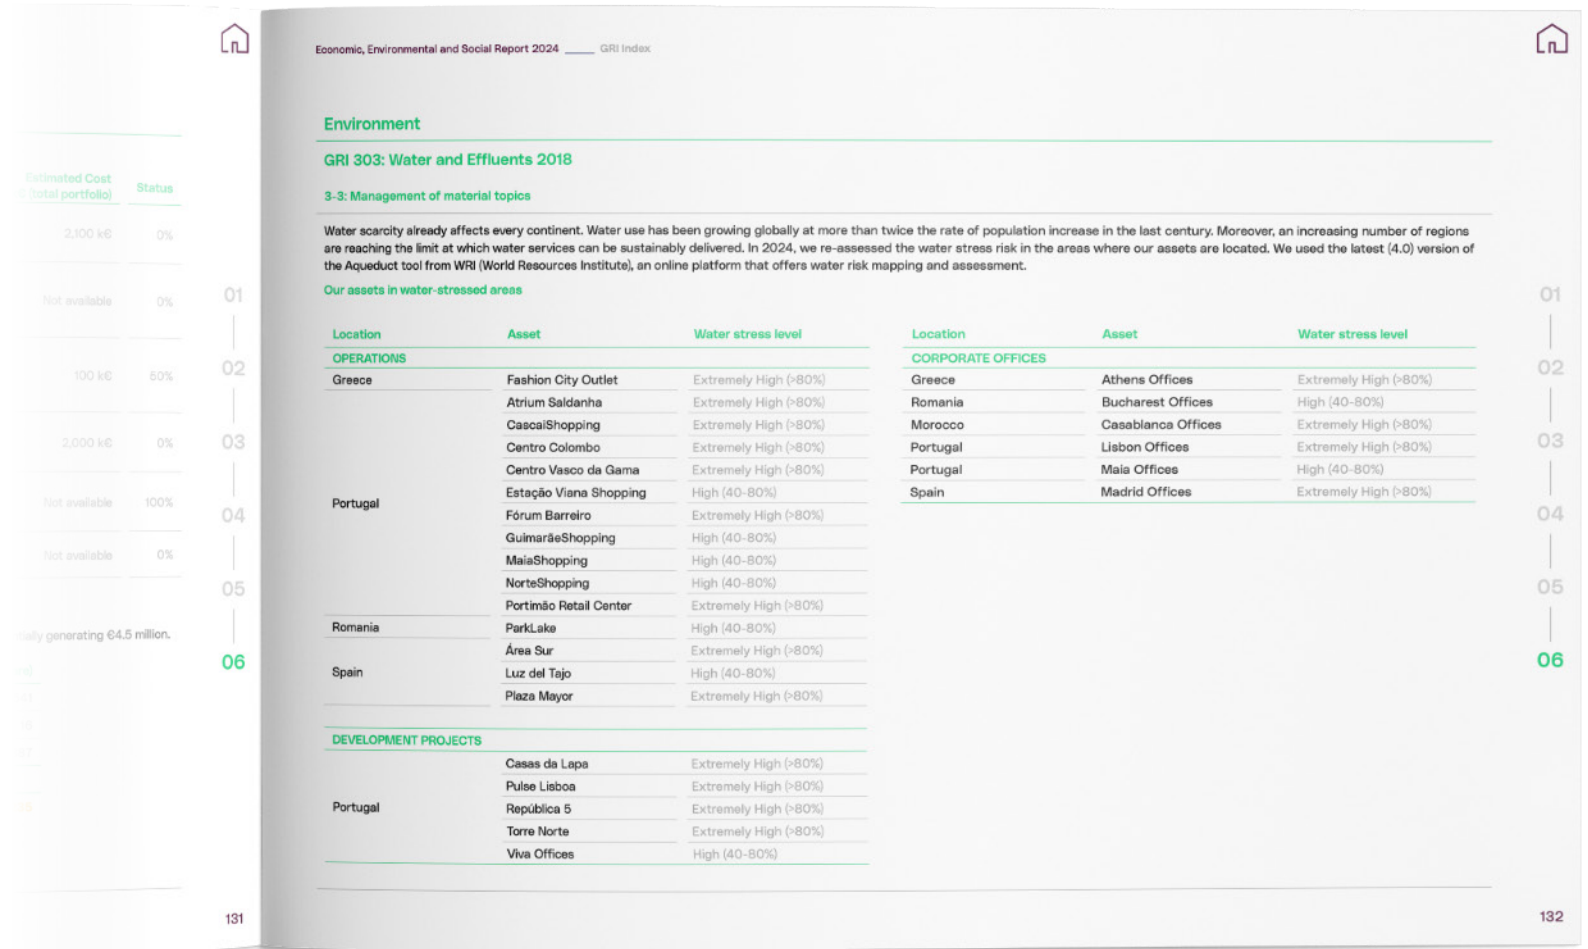 Estimated Cost
(total portfolio) Status
2,100 k€ 0%
Not available 0%
100 k€ 50%
2,000 k€ 0%
Not available 100%
Not available 0%
generating €4.5 million.
01
02
03
04
05
06
131
Economic, Environmental and Social Report 2024 GRI Index
Environment
GRI 303: Water and Effluents 2018
3-3: Management of material topics
Water scarcity already affects every continent. Water use has been growing globally at more than twice the rate of population increase in the last century. Moreover, an increasing number of regions
are reaching the limit at which water services can be sustainably delivered. In 2024, we re-assessed the water stress risk in the areas where our assets are located. We used the latest (4.0) version of
the Aqueduct tool from WRI (World Resources Institute), an online platform that offers water risk mapping and assessment.
Our assets in water-stressed areas
Location Asset Water stress level
OPERATIONS
Greece Fashion City Outlet Extremely High (>80%)
Atrium Saldanha Extremely High (>80%)
CascaiShopping Extremely High (>80%)
Centro Colombo Extremely High (>80%)
Centro Vasco da Gama Extremely High (>80%)
Estação Viana Shopping High (40-80%)
Portugal
Fórum Barreiro Extremely High (>80%)
GuimarãeShopping High (40-80%)
MaiaShopping High (40-80%)
NorteShopping High (40-80%)
Portimão Retail Center Extremely High (>80%)
Romania ParkLake High (40-80%)
Área Sur Extremely High (>80%)
Spain Luz del Tajo High (40-80%)
Plaza Mayor Extremely High (>80%)
DEVELOPMENT PROJECTS
Casas da Lapa Extremely High (>80%)
Pulse Lisboa Extremely High (>80%)
Portugal República 5 Extremely High (>80%)
Torre Norte Extremely High (>80%)
Viva Offices High (40-80%)
Location Asset Water stress level
CORPORATE OFFICES
Greece Athens Offices Extremely High (>80%)
Romania Bucharest Offices High (40-80%)
Morocco Casablanca Offices Extremely High (>80%)
Portugal Lisbon Offices Extremely High (>80%)
Portugal Maia Offices High (40-80%)
Spain Madrid Offices Extremely High (>80%)
01
02
03
04
05
06
132